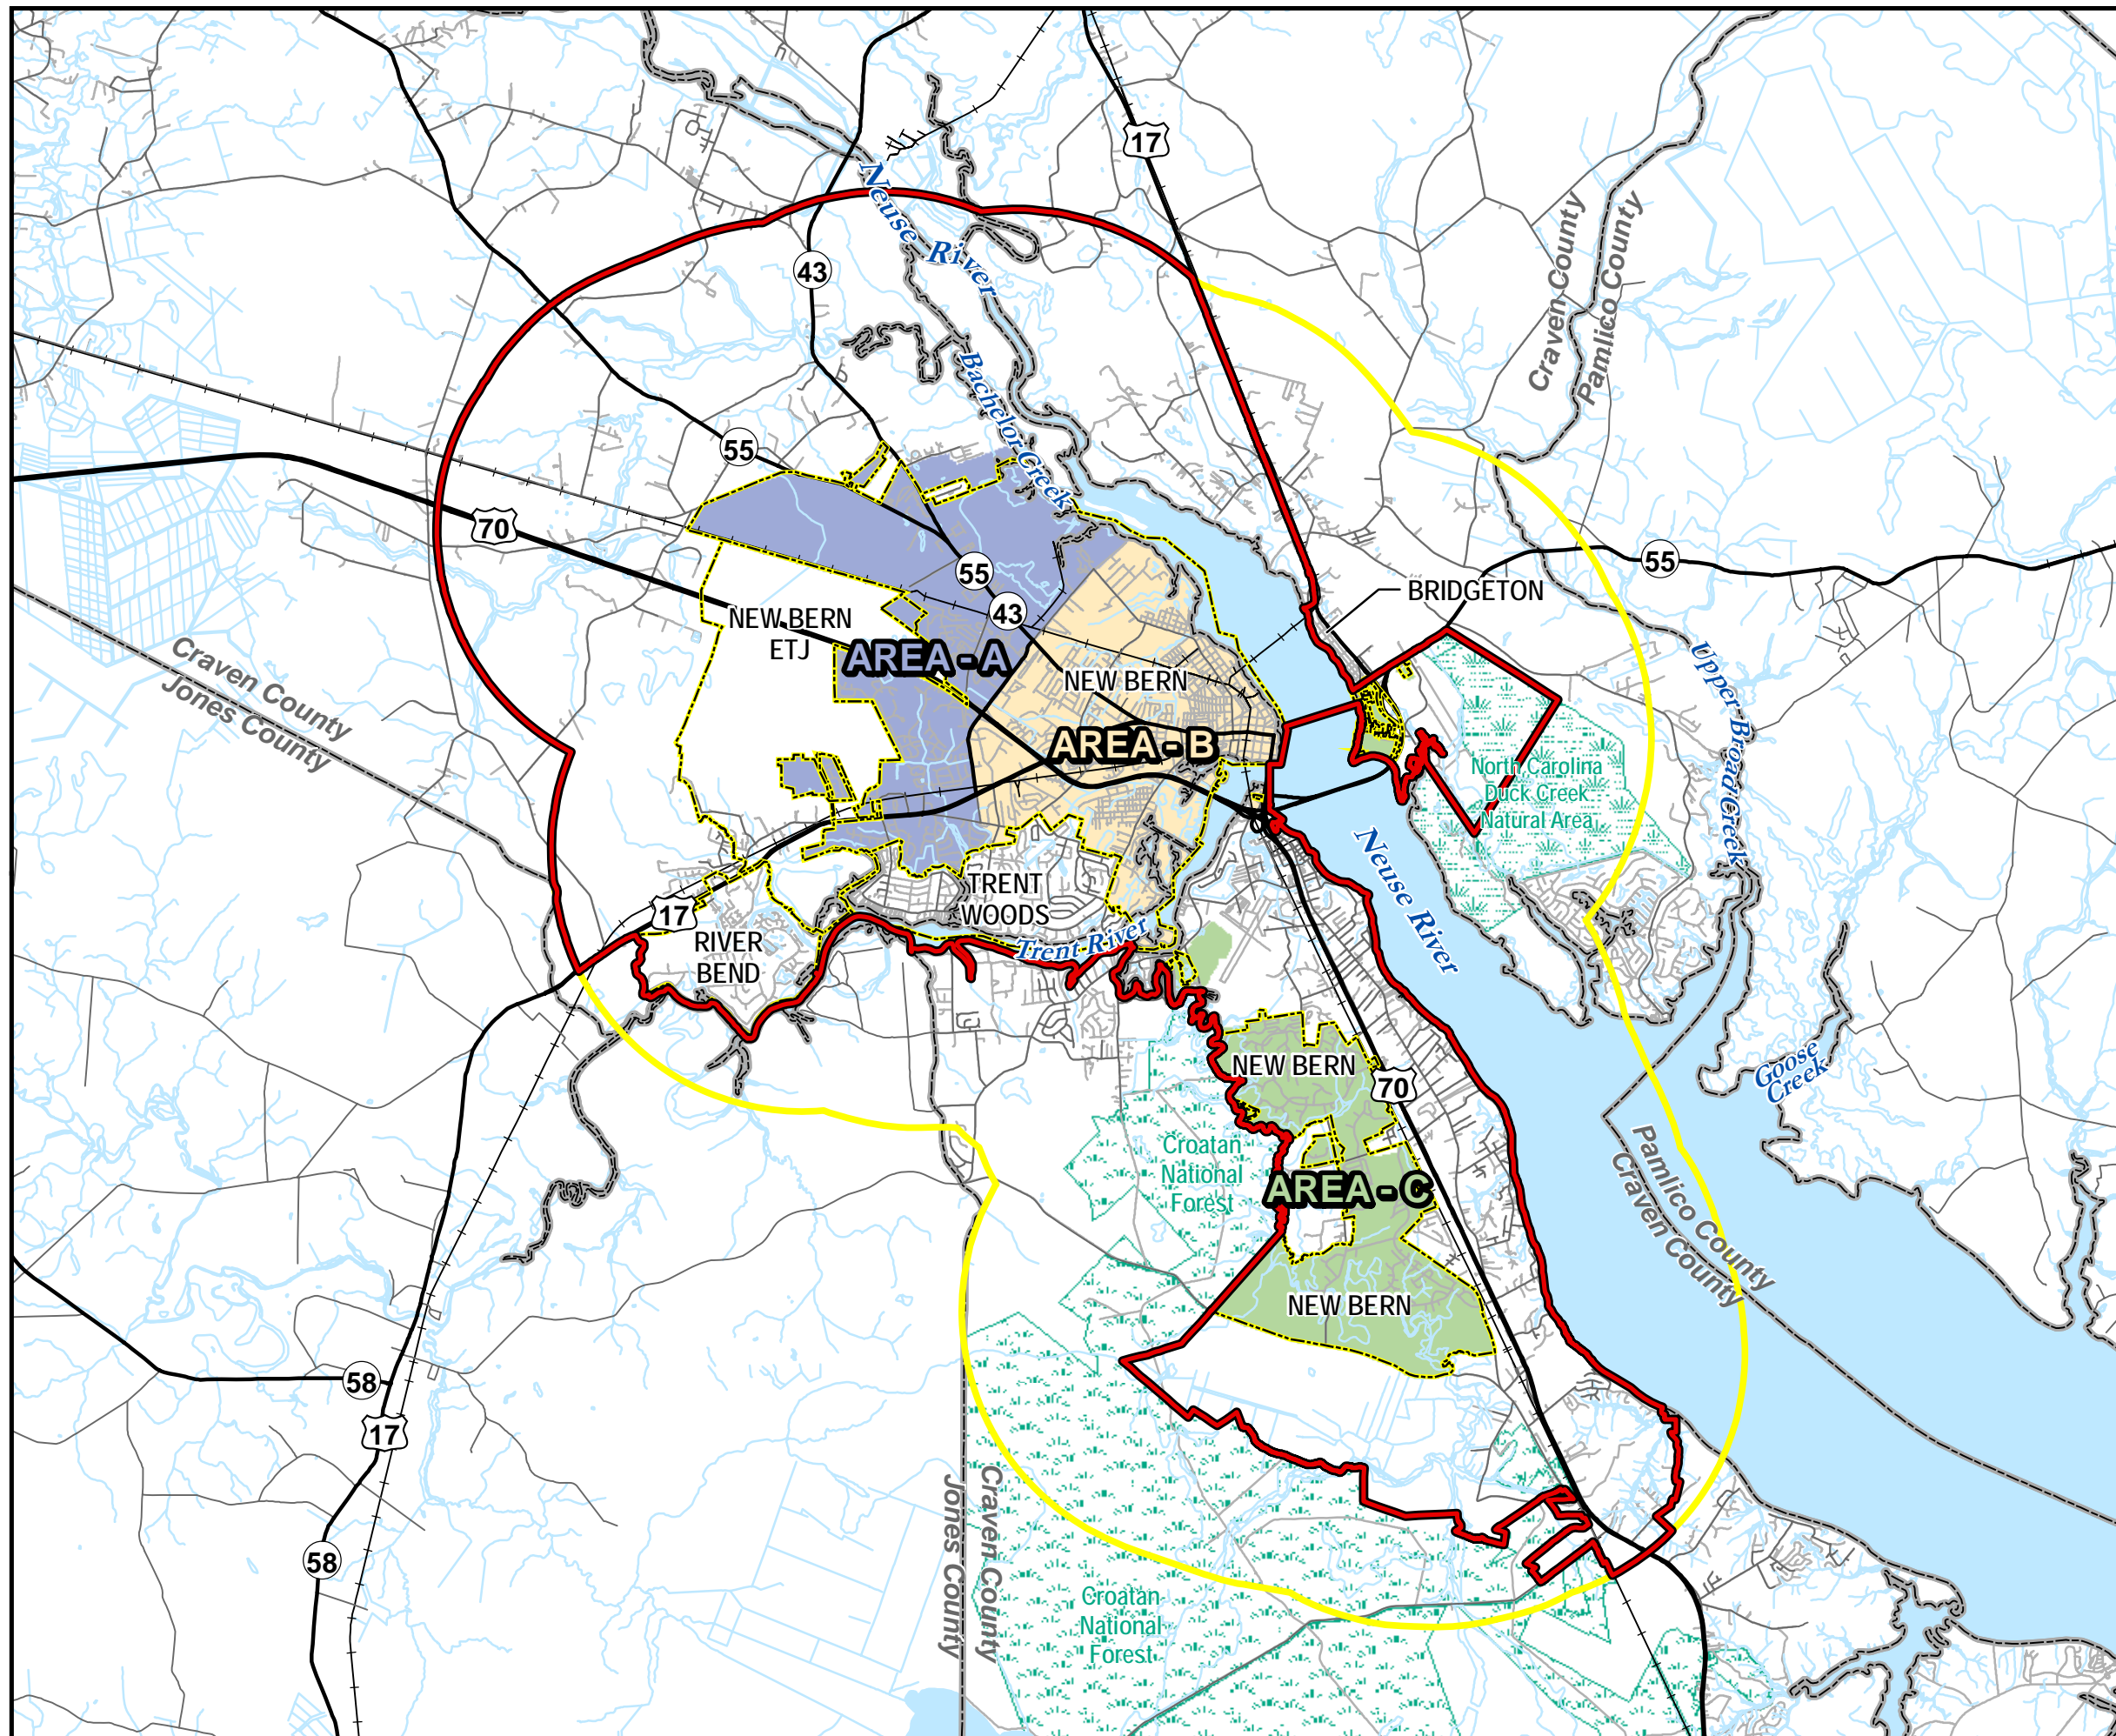 17
Neuse River
43
Craven County
Pamlico County
Bachelor Creek
55
70
55
55
43
BRIDGETON
NEW BERN
ETJ
AREA - A
Craven County
Jones County
NEW BERN
AREA - B
Upper Broad Creek
North Carolina
Duck Creek
Natural Area
Neuse River
TRENT
WOODS
17
RIVER
BEND
Trent River
NEW BERN
70
Goose
Creek
Croatan
National
Forest
AREA - C
Pamlico County
Craven County
NEW BERN
58
17
58
Jones County
Craven County
Croatan
National
Forest